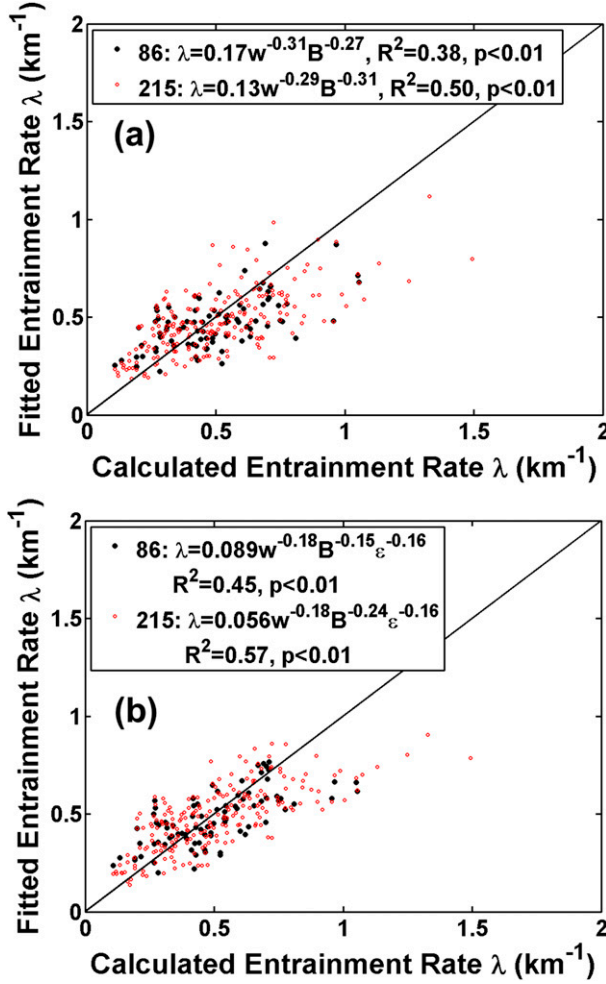 2
86: λ=0.17w^-0.31B^-0.27, R^2=0.38, p<0.01
215: λ=0.13w^-0.29B^-0.31, R^2=0.50, p<0.01
1.5
(a)
1
0.5
0
0 0.5 1 1.5 2
Fitted Entrainment Rate λ (km^-1)
Calculated Entrainment Rate λ (km^-1)
2
86: λ=0.089w^-0.18B^-0.15ε^-0.16
R^2=0.45, p<0.01
215: λ=0.056w^-0.18B^-0.24ε^-0.16
R^2=0.57, p<0.01
1.5
(b)
1
0.5
0
0 0.5 1 1.5 2
Fitted Entrainment Rate λ (km^-1)
Calculated Entrainment Rate λ (km^-1)